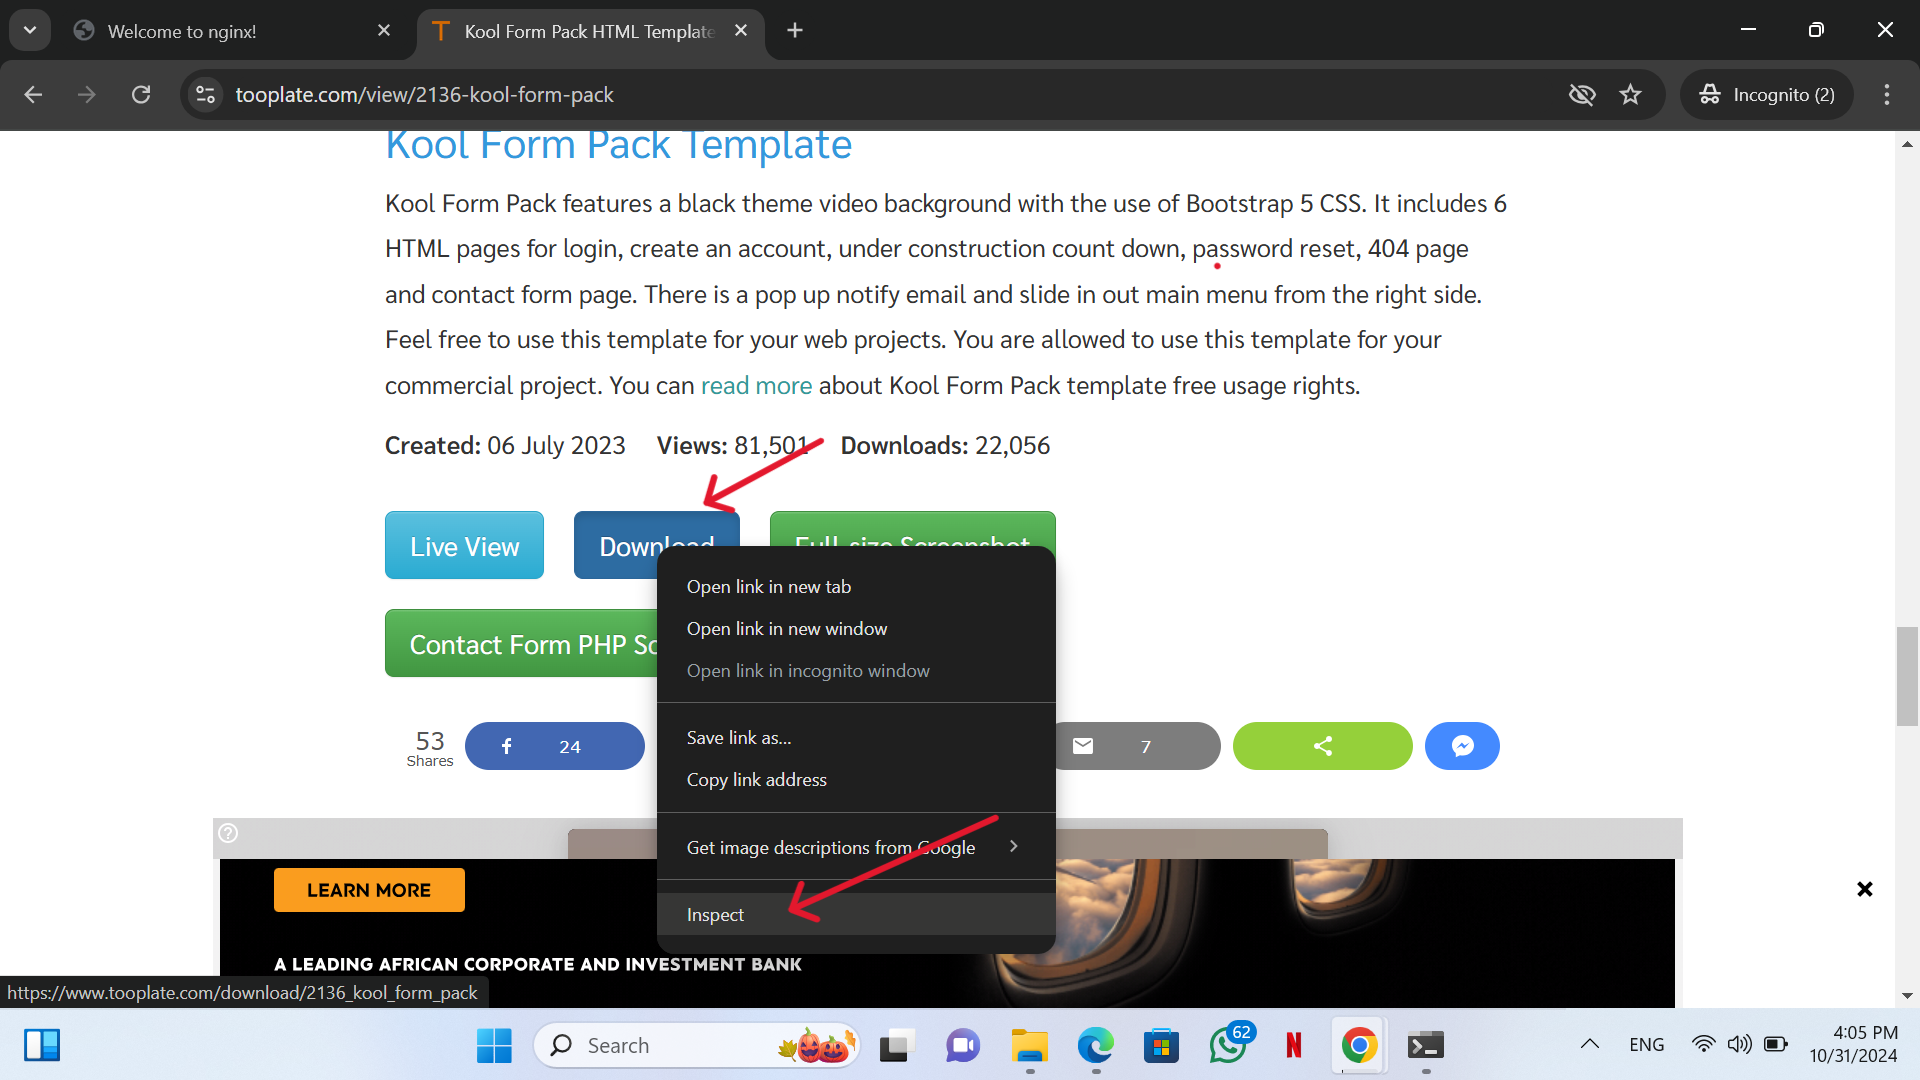 Welcome to nginx!
Kool Form Pack HTML Template
tooplate.com/view/2136-kool-form-pack
Incognito (2)
Kool Form Pack Template
Kool Form Pack features a black theme video background with the use of Bootstrap 5 CSS. It includes 6
HTML pages for login, create an account, under construction count down, password reset, 404 page
and contact form page. There is a pop up notify email and slide in out main menu from the right side.
Feel free to use this template for your web projects. You are allowed to use this template for your
commercial project. You can read more about Kool Form Pack template free usage rights.
Created: 06 July 2023 Views: 81,501 Downloads: 22,056
Live View
Download
Full-size Screenshot
Open link in new tab
Open link in new window
Open link in incognito window
Contact Form PHP Sc
Save link as...
Copy link address
53
Shares
24
7
Get image descriptions from Google
Inspect
LEARN MORE
A LEADING AFRICAN CORPORATE AND INVESTMENT BANK
https://www.tooplate.com/download/2136_kool_form_pack
Search
62
N
ENG
4:05 PM
10/31/2024